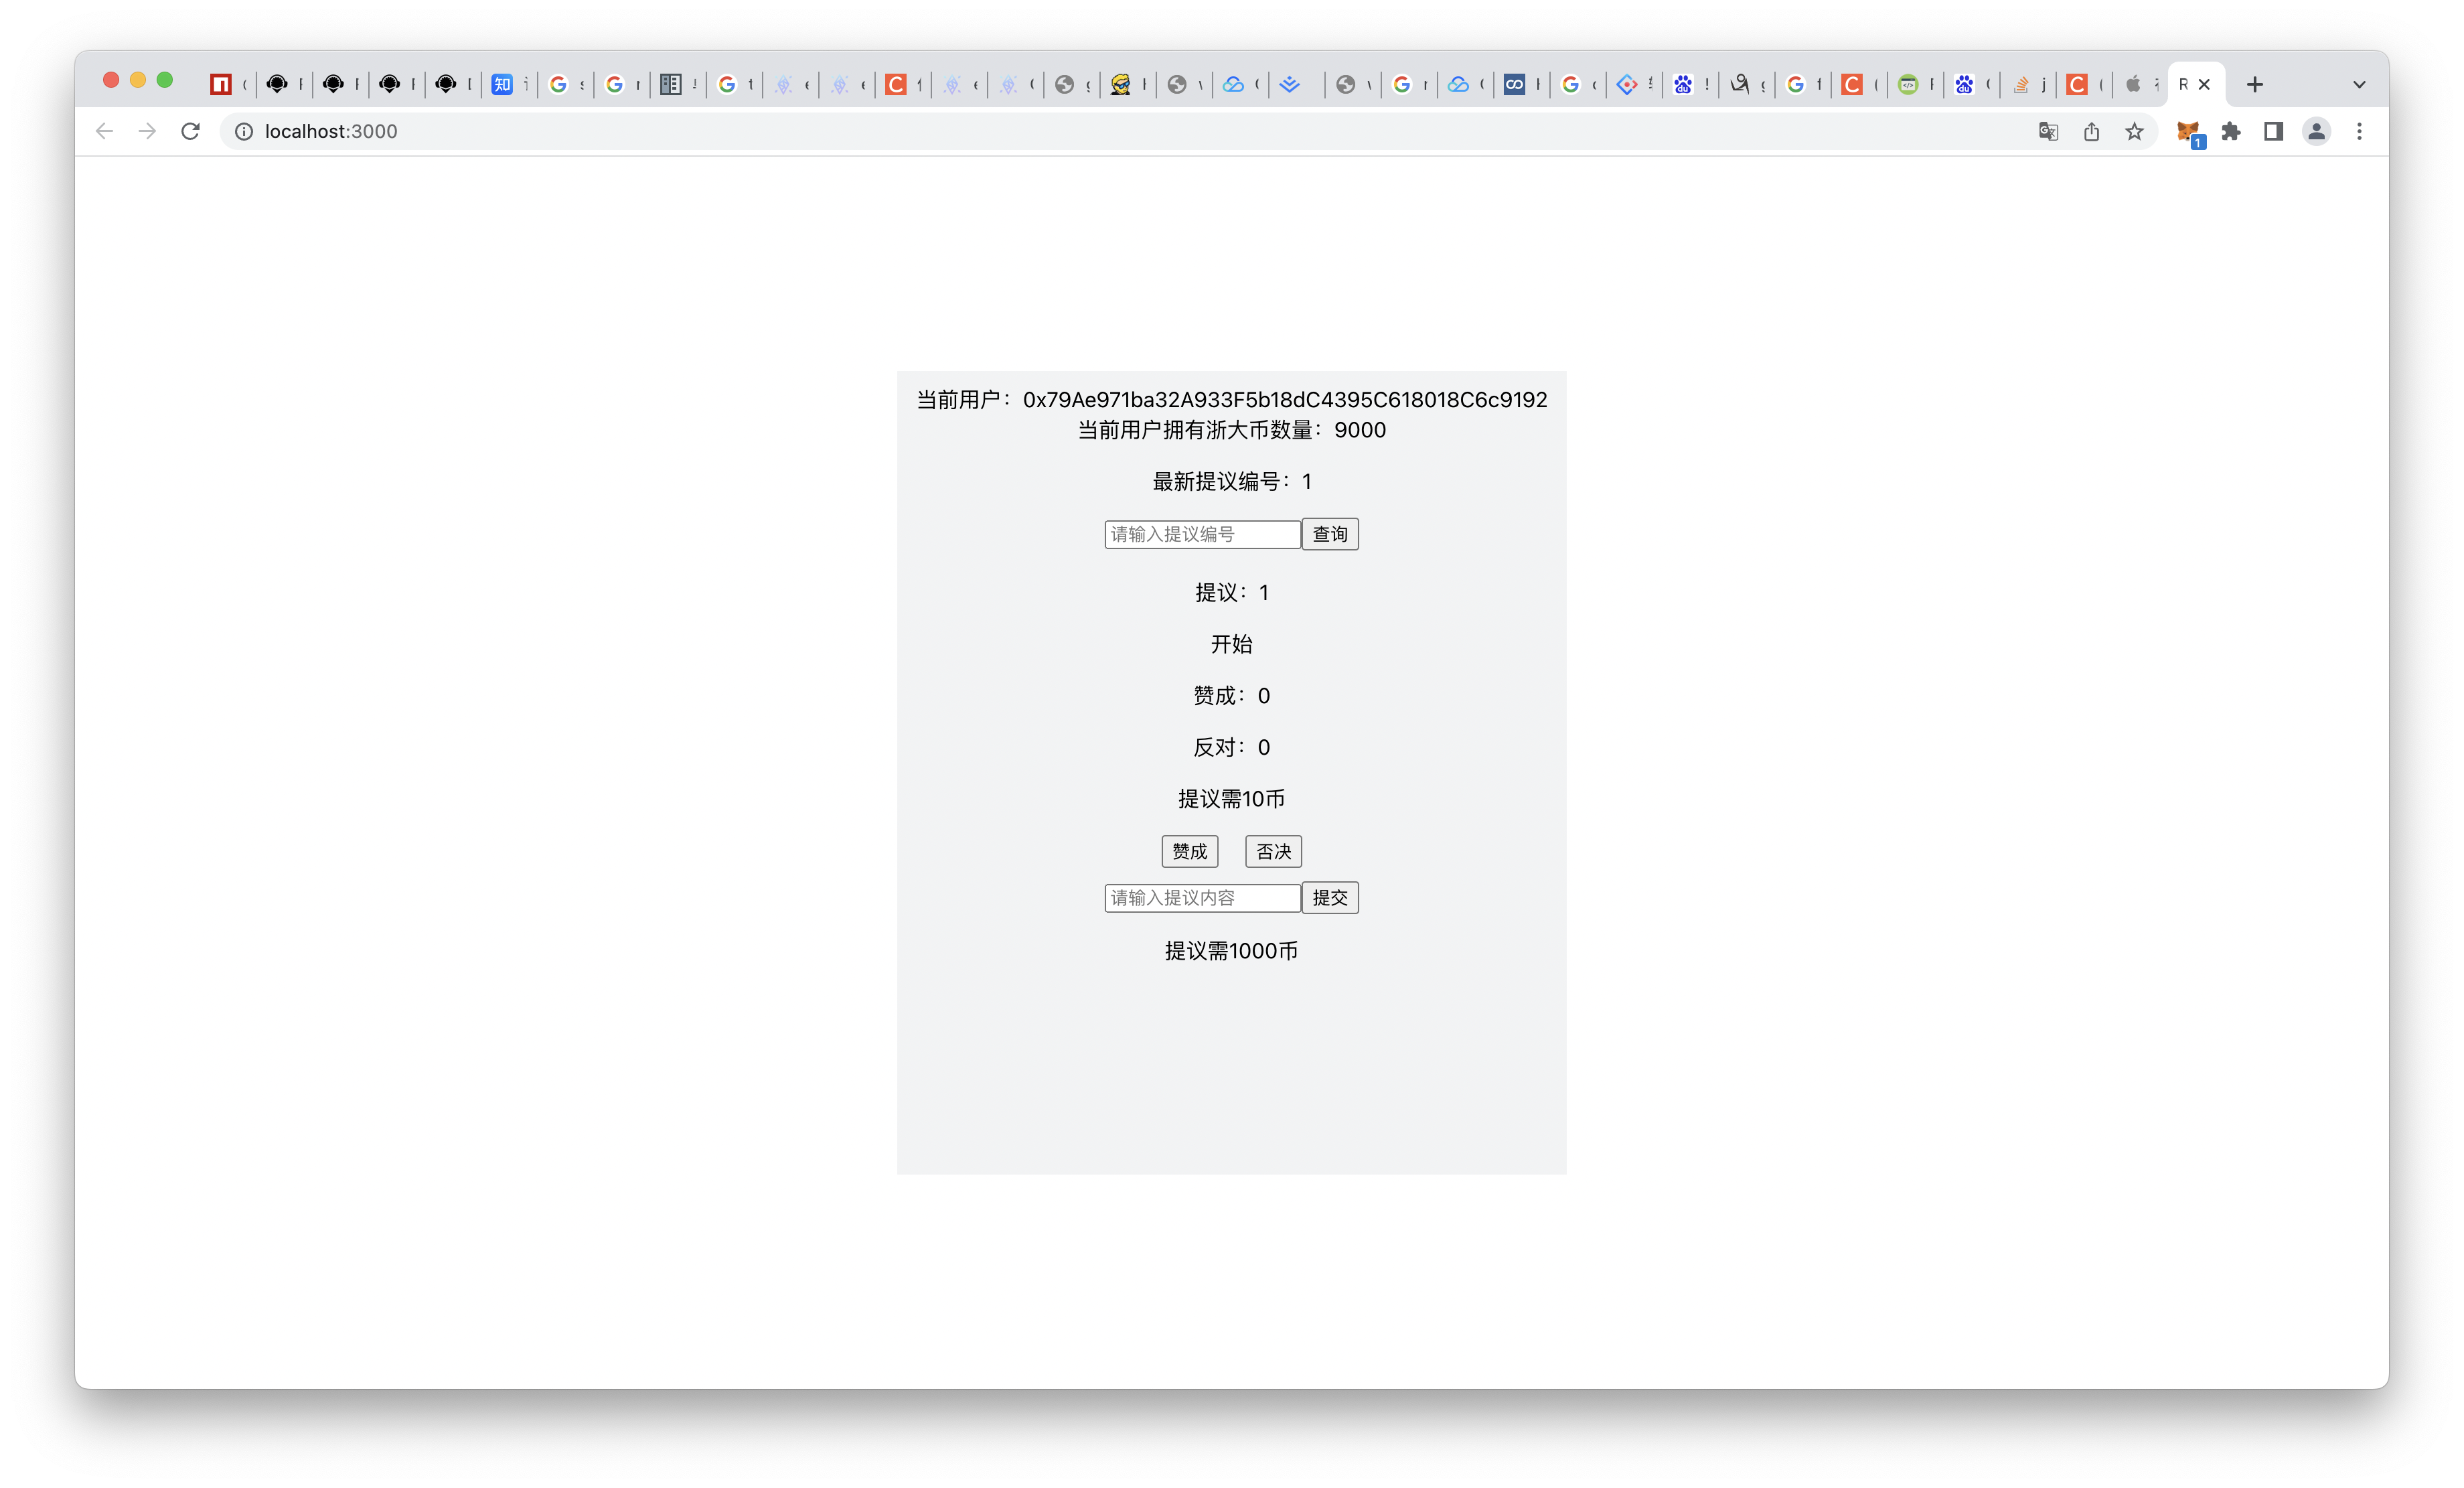 localhost:3000
1
当前用户：0x79Ae971ba32A933F5b18dC4395C618018C6c9192
当前用户拥有浙大币数量：9000
最新提议编号：1
请输入提议编号 查询
提议：1
开始
赞成：0
反对：0
提议需10币
赞成 否决
请输入提议内容 提交
提议需1000币